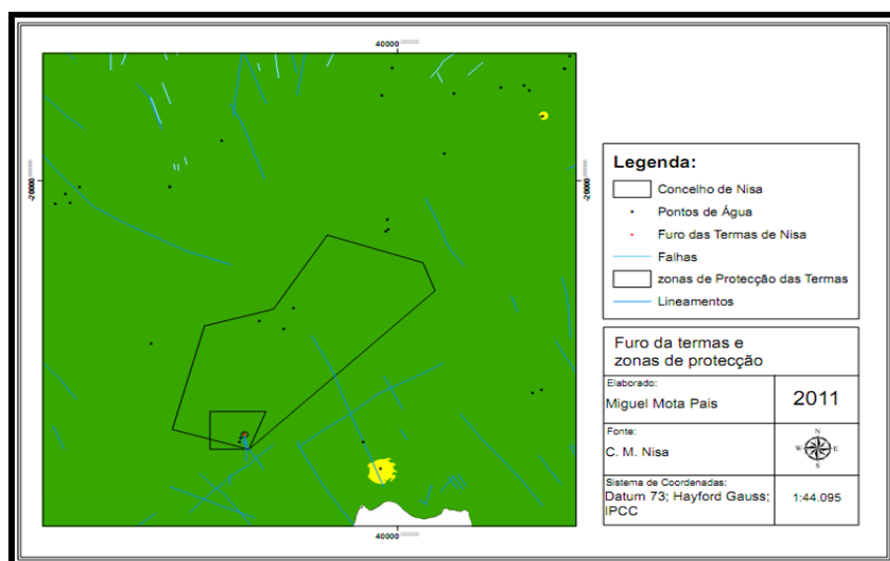 40000
-20000
-20000
40000
Legenda:
Concelho de Nisa
Pontos de Água
Furo das Termas de Nisa
Falhas
zonas de Protecção das Termas
Lineamentos
Furo da termas e
zonas de protecção
Elaborado:
Miguel Mota Pais
2011
Fonte:
C. M. Nisa
N
W
E
S
Sistema de Coordenadas:
Datum 73; Hayford Gauss;
IPCC
1:44.095